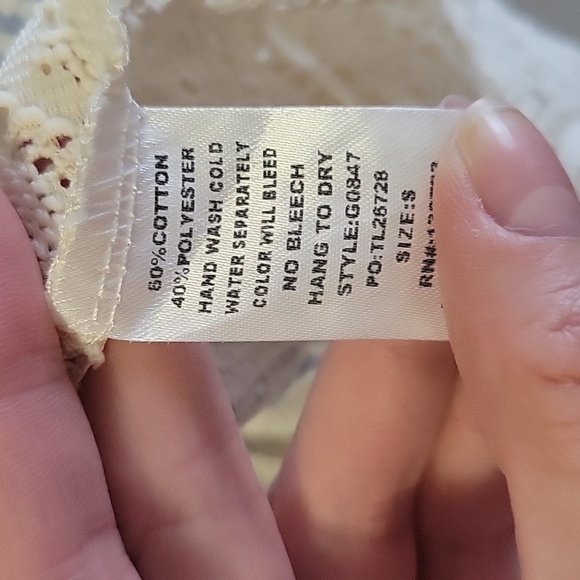 60%COTTON
40%POLYESTER
HAND WASH COLD
WATER SEPARATELY
COLOR WILL BLEED
NO BLEECH
HANG TO DRY
STYLE:G0847
PO:TL26728
SIZE:S